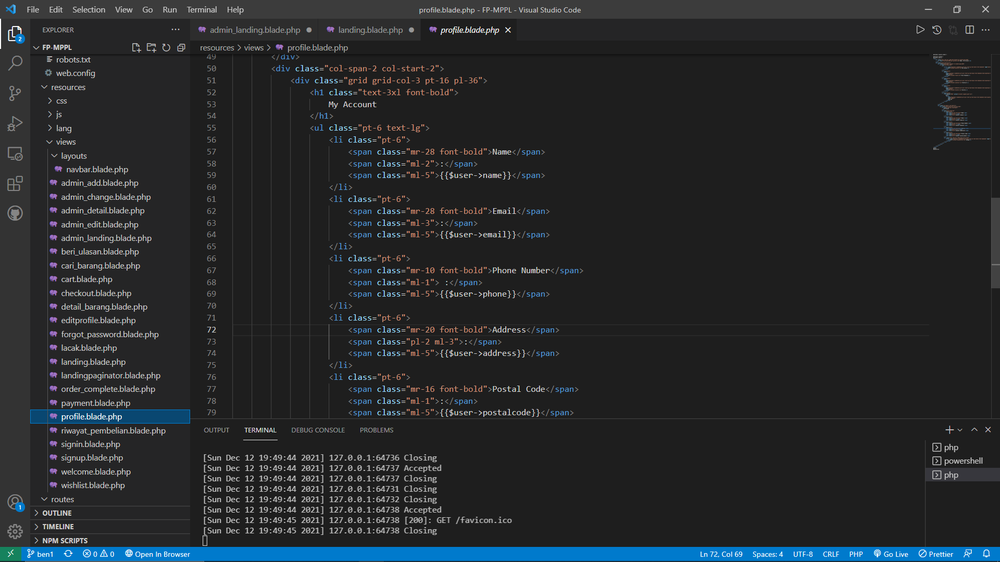 File Edit Selection View Go Run Terminal Help
profile.blade.php - FP-MPPL - Visual Studio Code
2
EXPLORER
admin_landing.blade.php
landing.blade.php
profile.blade.php
FP-MPPL
resources views profile.blade.php
robots.txt
web.config
resources
css
js
lang
views
layouts
navbar.blade.php
admin_add.blade.php
admin_change.blade.php
admin_detail.blade.php
admin_edit.blade.php
admin_landing.blade.php
beri_ulasan.blade.php
cari_barang.blade.php
cart.blade.php
checkout.blade.php
detail_barang.blade.php
editprofile.blade.php
forgot_password.blade.php
lacak.blade.php
landing.blade.php
landingpaginator.blade.php
order_complete.blade.php
payment.blade.php
profile.blade.php
riwayat_pembelian.blade.php
signin.blade.php
signup.blade.php
welcome.blade.php
wishlist.blade.php
routes
OUTLINE
TIMELINE
NPM SCRIPTS
49 </div>
50 <div class="col-span-2 col-start-2">
51 <div class="grid grid-col-3 pt-16 pl-36">
52 <h1 class="text-3xl font-bold">
53 My Account
54 </h1>
55 <ul class="pt-6 text-lg">
56 <li class="pt-6">
57 <span class="mr-28 font-bold">Name</span>
58 <span class="ml-2">:</span>
59 <span class="ml-5">{{$user->name}}</span>
60 </li>
61 <li class="pt-6">
62 <span class="mr-28 font-bold">Email</span>
63 <span class="ml-3">:</span>
64 <span class="ml-5">{{$user->email}}</span>
65 </li>
66 <li class="pt-6">
67 <span class="mr-10 font-bold">Phone Number</span>
68 <span class="ml-1"> :</span>
69 <span class="ml-5">{{$user->phone}}</span>
70 </li>
71 <li class="pt-6">
72 <span class="mr-20 font-bold">Address</span>
73 <span class="pl-2 ml-3">:</span>
74 <span class="ml-5">{{$user->address}}</span>
75 </li>
76 <li class="pt-6">
77 <span class="mr-16 font-bold">Postal Code</span>
78 <span class="ml-1">:</span>
79 <span class="ml-5">{{$user->postalcode}}</span>
OUTPUT TERMINAL DEBUG CONSOLE PROBLEMS
[Sun Dec 12 19:49:44 2021] 127.0.0.1:64736 Closing
[Sun Dec 12 19:49:44 2021] 127.0.0.1:64737 Accepted
[Sun Dec 12 19:49:44 2021] 127.0.0.1:64737 Closing
[Sun Dec 12 19:49:44 2021] 127.0.0.1:64731 Closing
[Sun Dec 12 19:49:44 2021] 127.0.0.1:64732 Closing
[Sun Dec 12 19:49:44 2021] 127.0.0.1:64738 Accepted
[Sun Dec 12 19:49:45 2021] 127.0.0.1:64738 [200]: GET /favicon.ico
[Sun Dec 12 19:49:45 2021] 127.0.0.1:64738 Closing
php
powershell
php
1
ben1 0 0 Open In Browser
Ln 72, Col 69 Spaces: 4 UTF-8 CRLF PHP Go Live Prettier